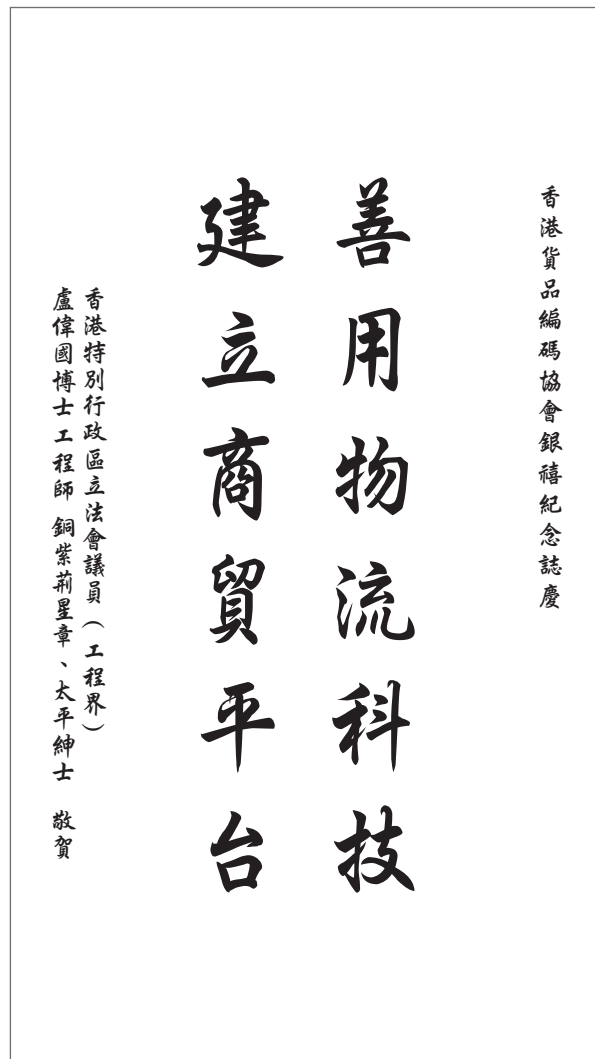 香港貨品編碼協會銀禧紀念誌慶
善用物流科技
建立商貿平台
香港特別行政區立法會議員（工程界）
盧偉國博士工程師 銅紫荊星章、太平紳士 敬賀